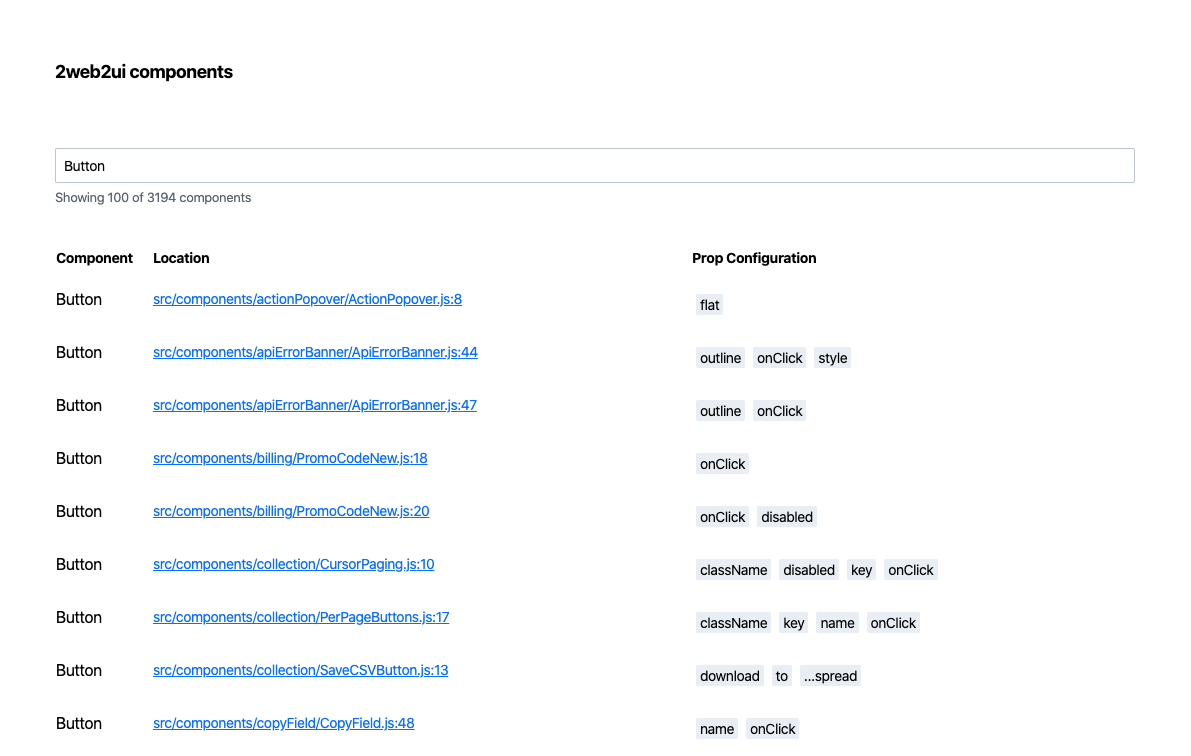 2web2ui components
Button
Showing 100 of 3194 components
Component Location Prop Configuration
Button src/components/actionPopover/ActionPopover.js:8 flat
Button src/components/apiErrorBanner/ApiErrorBanner.js:44 outline onClick style
Button src/components/apiErrorBanner/ApiErrorBanner.js:47 outline onClick
Button src/components/billing/PromoCodeNew.js:18 onClick
Button src/components/billing/PromoCodeNew.js:20 onClick disabled
Button src/components/collection/CursorPaging.js:10 className disabled key onClick
Button src/components/collection/PerPageButtons.js:17 className key name onClick
Button src/components/collection/SaveCSVButton.js:13 download to ...spread
Button src/components/copyField/CopyField.js:48 name onClick